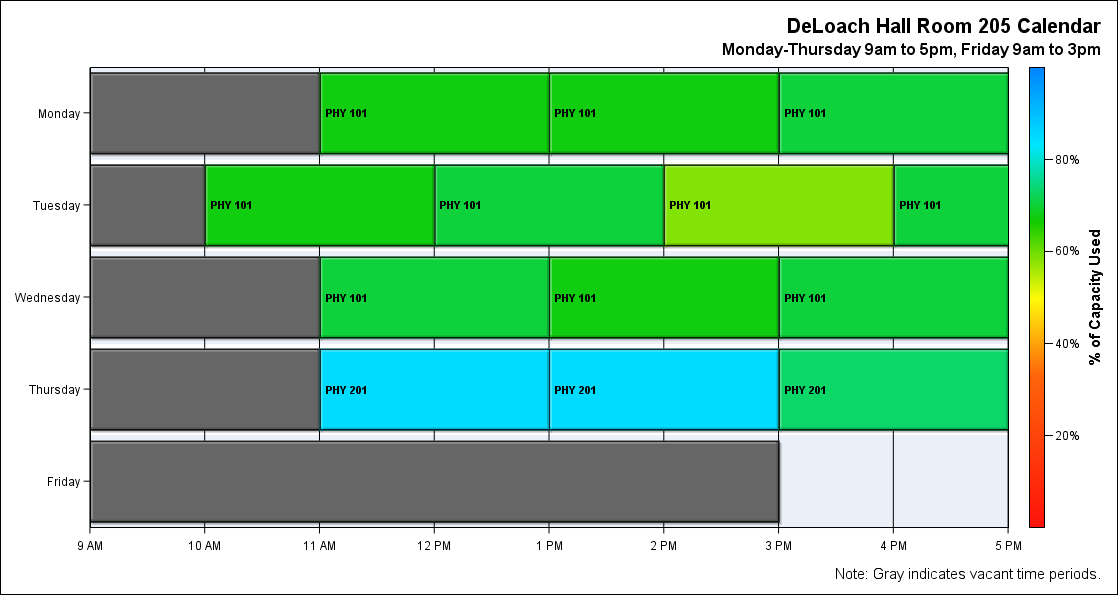 DeLoach Hall Room 205 Calendar
Monday-Thursday 9am to 5pm, Friday 9am to 3pm
Monday
PHY 101 PHY 101 PHY 101
Tuesday
PHY 101 PHY 101 PHY 101 PHY 101
Wednesday
PHY 101 PHY 101 PHY 101
Thursday
PHY 201 PHY 201 PHY 201
Friday
9 AM 10 AM 11 AM 12 PM 1 PM 2 PM 3 PM 4 PM 5 PM
80%
60%
40%
20%
% of Capacity Used
Note: Gray indicates vacant time periods.